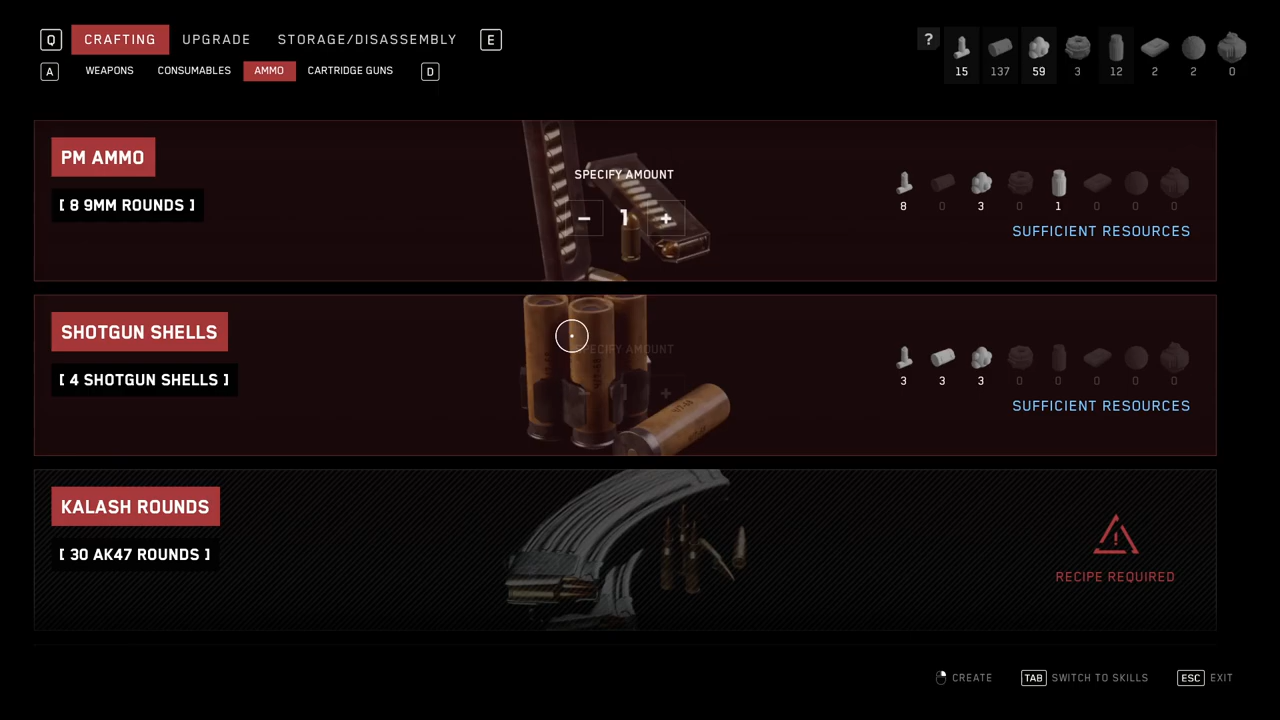 Q CRAFTING UPGRADE STORAGE/DISASSEMBLY E
A WEAPONS CONSUMABLES AMMO CARTRIDGE GUNS D
?
15 137 59 3 12 2 2 0
PM AMMO
[ 8 9MM ROUNDS ]
SPECIFY AMOUNT
− 1 +
8 0 3 0 1 0 0 0
SUFFICIENT RESOURCES
SHOTGUN SHELLS
[ 4 SHOTGUN SHELLS ]
SPECIFY AMOUNT
+
3 3 3 0 0 0 0 0
SUFFICIENT RESOURCES
KALASH ROUNDS
[ 30 AK47 ROUNDS ]
!
RECIPE REQUIRED
CREATE TAB SWITCH TO SKILLS ESC EXIT